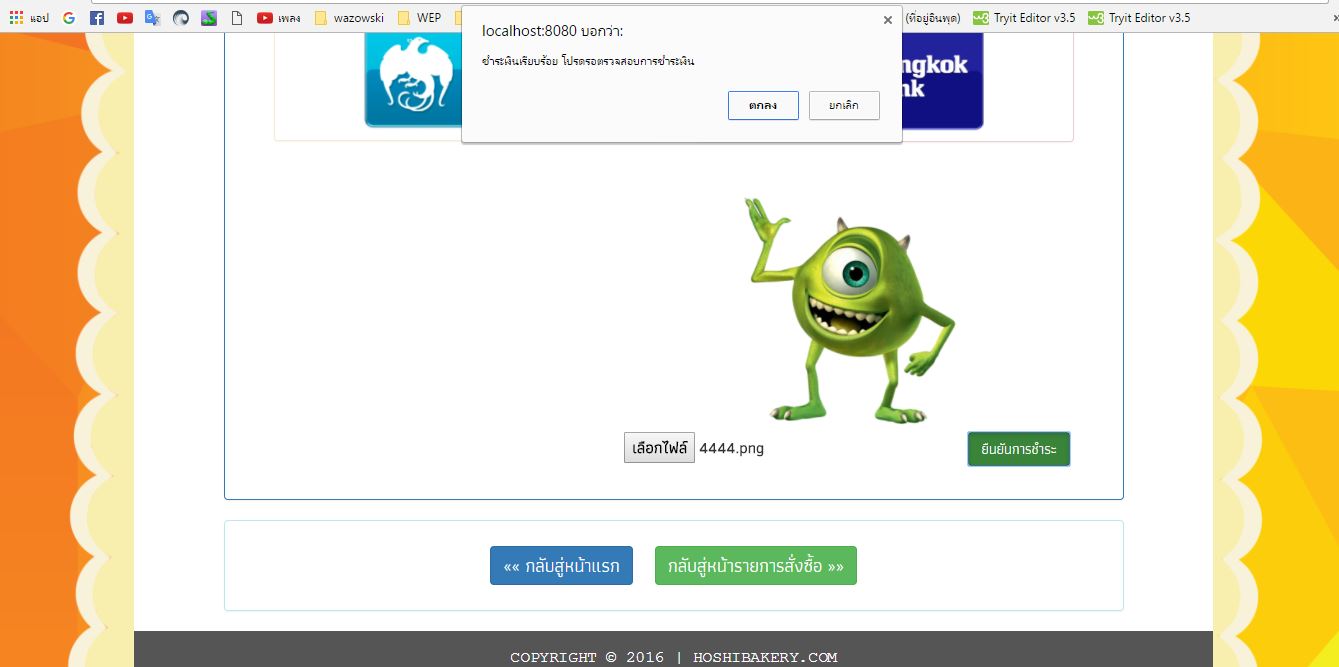 แอป
เพลง
wazowski
WEP
(ที่อยู่อินพุต)
Tryit Editor v3.5
Tryit Editor v3.5
localhost:8080 บอกว่า:
ชำระเงินเรียบร้อย โปรดรอตรวจสอบการชำระเงิน
ตกลง
ยกเลิก
ngkok
nk
เลือกไฟล์ 4444.png
ยืนยันการชำระ
«« กลับสู่หน้าแรก
กลับสู่หน้ารายการสั่งซื้อ »»
COPYRIGHT © 2016 | HOSHIBAKERY.COM